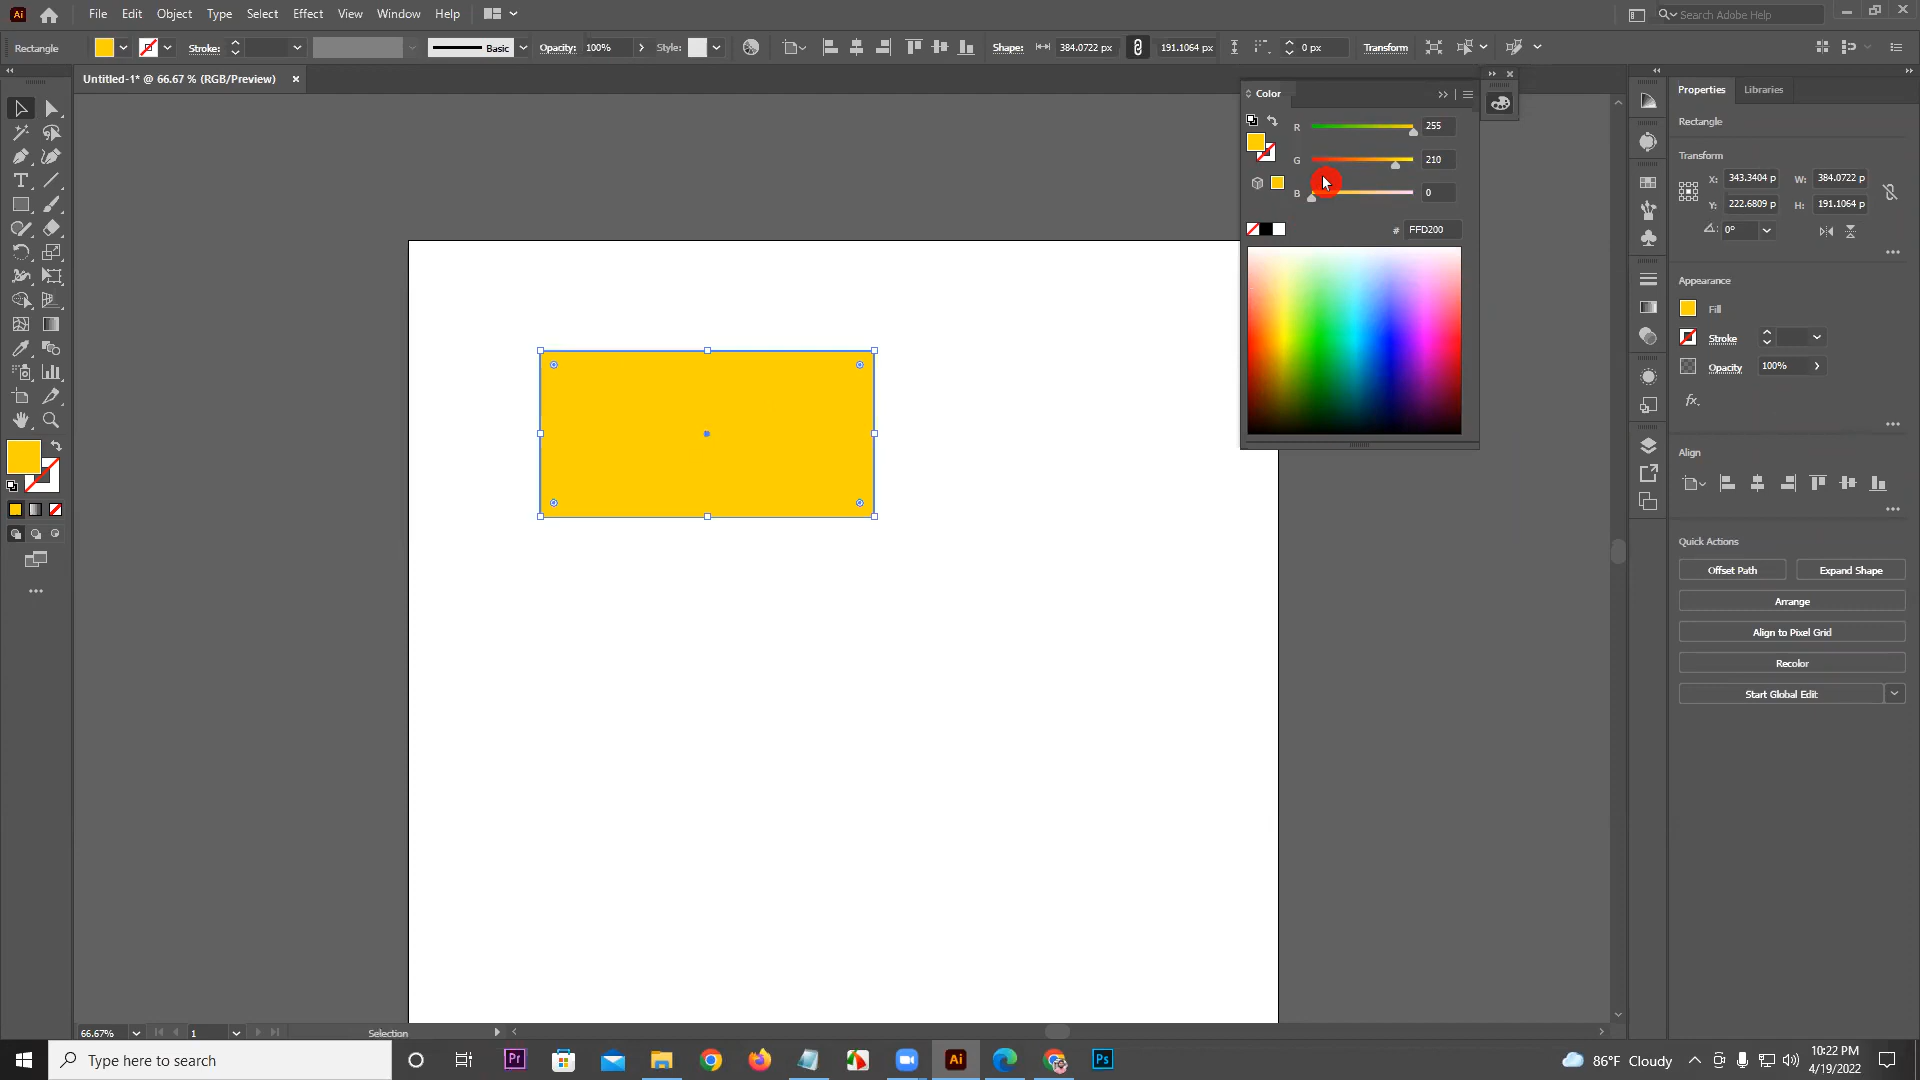 Ai File Edit Object Type Select Effect View Window Help Search Adobe Help
Rectangle Stroke: Basic Opacity: 100% Style: Shape: 384.0722 px 191.1064 px 0 px Transform
Untitled-1* @ 66.67 % (RGB/Preview) ×
Color
R 255
G 210
B 0
# FFD200
Properties Libraries
Rectangle
Transform
X: 343.3404 p W: 384.0722 p
Y: 222.6809 p H: 191.1064 p
0°
Appearance
Fill
Stroke
Opacity 100%
fx.
Align
Quick Actions
Offset Path Expand Shape
Arrange
Align to Pixel Grid
Recolor
Start Global Edit
66.67% 1 Selection
Type here to search Pr Ai Ps 86°F Cloudy 10:22 PM
4/19/2022